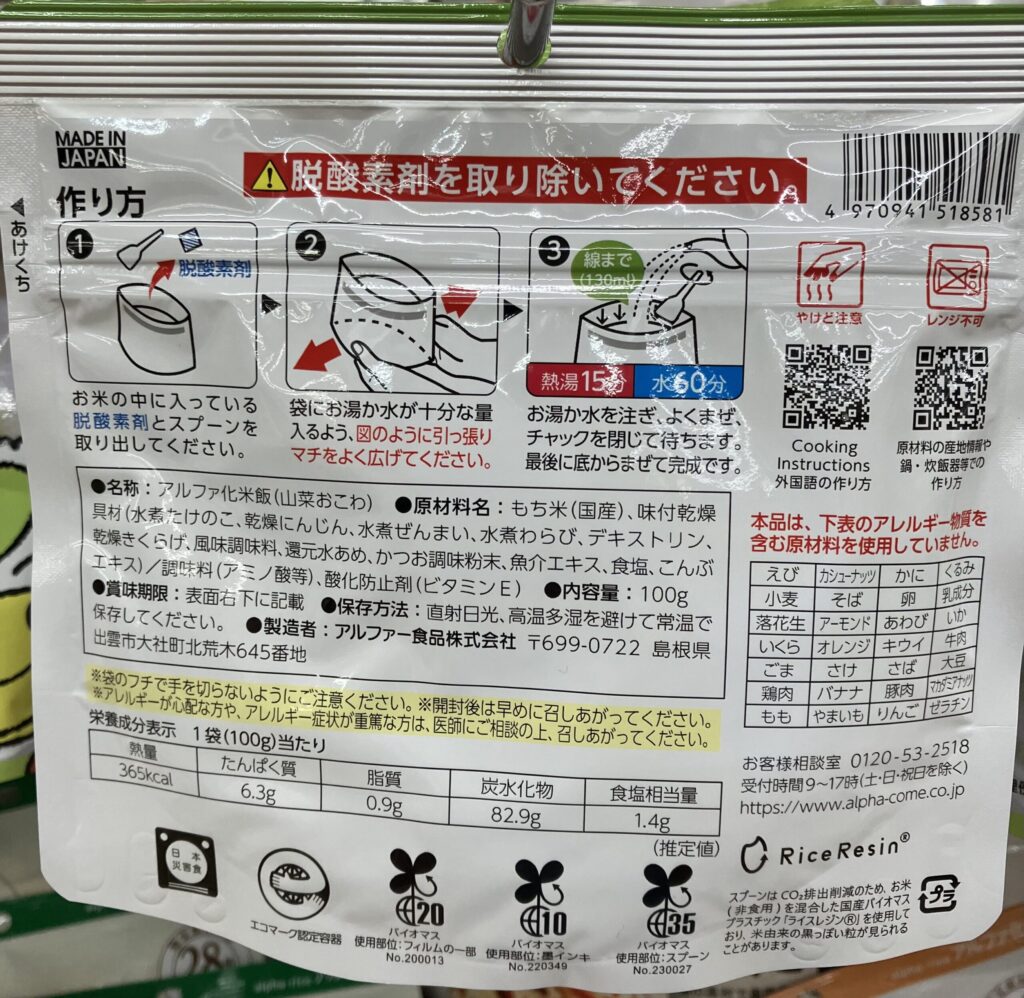 MADE IN
JAPAN
⚠脱酸素剤を取り除いてください。
4 970941 518581
作り方
◀あけくち
1
脱酸素剤
お米の中に入っている
脱酸素剤とスプーンを
取り出してください。
2
袋にお湯か水が十分な量
入るよう、図のように引っ張り
マチをよく広げてください。
3
線まで
(130ml)
熱湯15分 水60分
お湯か水を注ぎ、よくまぜ、
チャックを閉じて待ちます。
最後に底からまぜて完成です。
やけど注意
レンジ不可
Cooking
Instructions
外国語の作り方
原材料の産地情報や
鍋・炊飯器等での
作り方
●名称：アルファ化米飯(山菜おこわ) ●原材料名：もち米(国産)、味付乾燥
具材(水煮たけのこ、乾燥にんじん、水煮ぜんまい、水煮わらび、デキストリン、
乾燥きくらげ、風味調味料、還元水あめ、かつお調味粉末、魚介エキス、食塩、こんぶ
エキス)／調味料(アミノ酸等)、酸化防止剤(ビタミンE) ●内容量：100g
●賞味期限：表面右下に記載 ●保存方法：直射日光、高温多湿を避けて常温で
保存してください。 ●製造者：アルファー食品株式会社 〒699-0722 島根県
出雲市大社町北荒木645番地
※袋のフチで手を切らないようにご注意ください。※開封後は早めに召しあがってください。
※アレルギーが心配な方や、アレルギー症状が重篤な方は、医師にご相談の上、召しあがってください。
本品は、下表のアレルギー物質を
含む原材料を使用していません。
えび カシューナッツ かに くるみ
小麦 そば 卵 乳成分
落花生 アーモンド あわび いか
いくら オレンジ キウイ 牛肉
ごま さけ さば 大豆
鶏肉 バナナ 豚肉 マカダミアナッツ
もも やまいも りんご ゼラチン
栄養成分表示 1袋(100g)当たり
熱量 たんぱく質 脂質 炭水化物 食塩相当量
365kcal 6.3g 0.9g 82.9g 1.4g
(推定値)
お客様相談室 0120-53-2518
受付時間9～17時(土・日・祝日を除く)
https://www.alpha-come.co.jp
日本
災害食
エコマーク認定容器
20
バイオマス
使用部位：フィルムの一部
No.200013
10
バイオマス
使用部位：墨インキ
No.220349
35
バイオマス
使用部位：スプーン
No.230027
RiceResin®
スプーンはCO₂排出削減のため、お米
(非食用)を混合した国産バイオマス
プラスチック「ライスレジン®」を使用して
おり、米由来の黒っぽい粒が見られる
ことがあります。
プラ
28